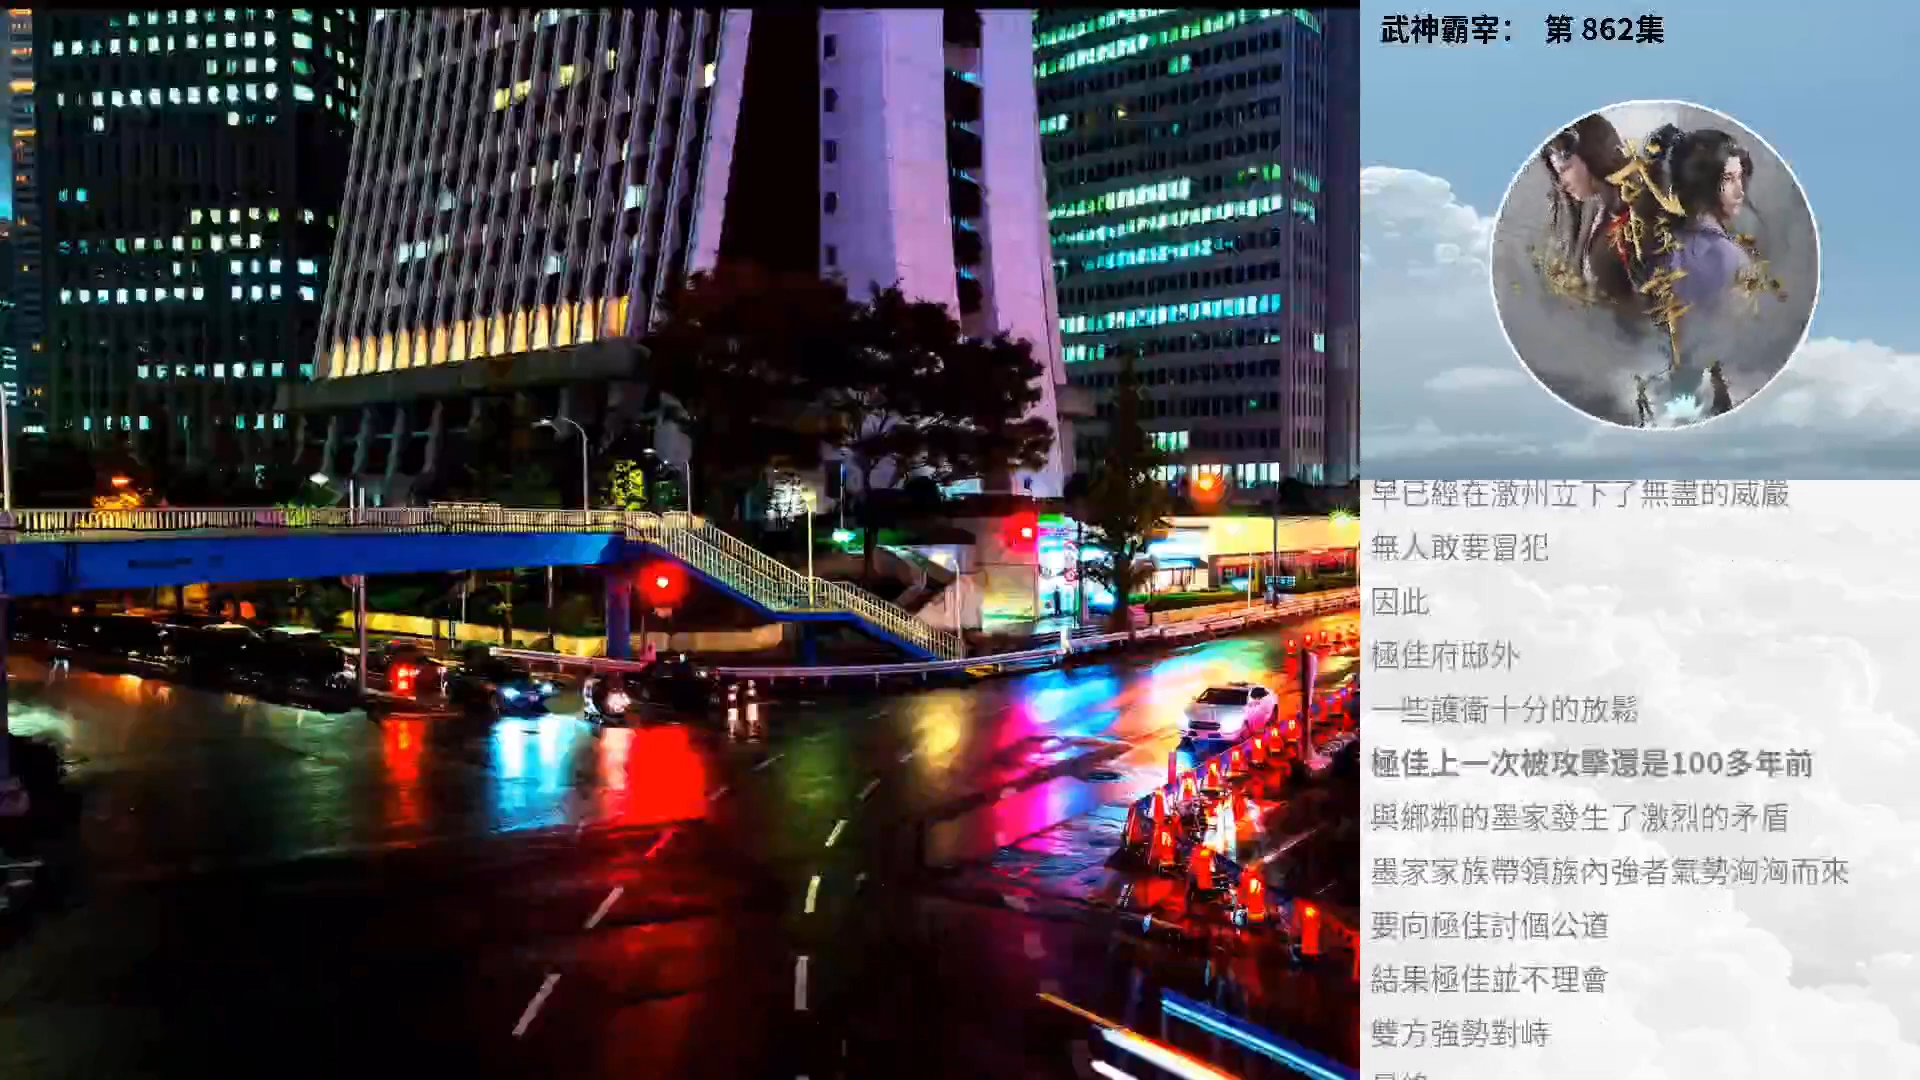 武神霸宰： 第 862集
武神主宰
早已經在激州立下了無盡的威嚴
無人敢要冒犯
因此
極佳府邸外
一些護衛十分的放鬆
極佳上一次被攻擊還是100多年前
與鄉鄰的墨家發生了激烈的矛盾
墨家家族帶領族內強者氣勢洶洶而來
要向極佳討個公道
結果極佳並不理會
雙方強勢對峙